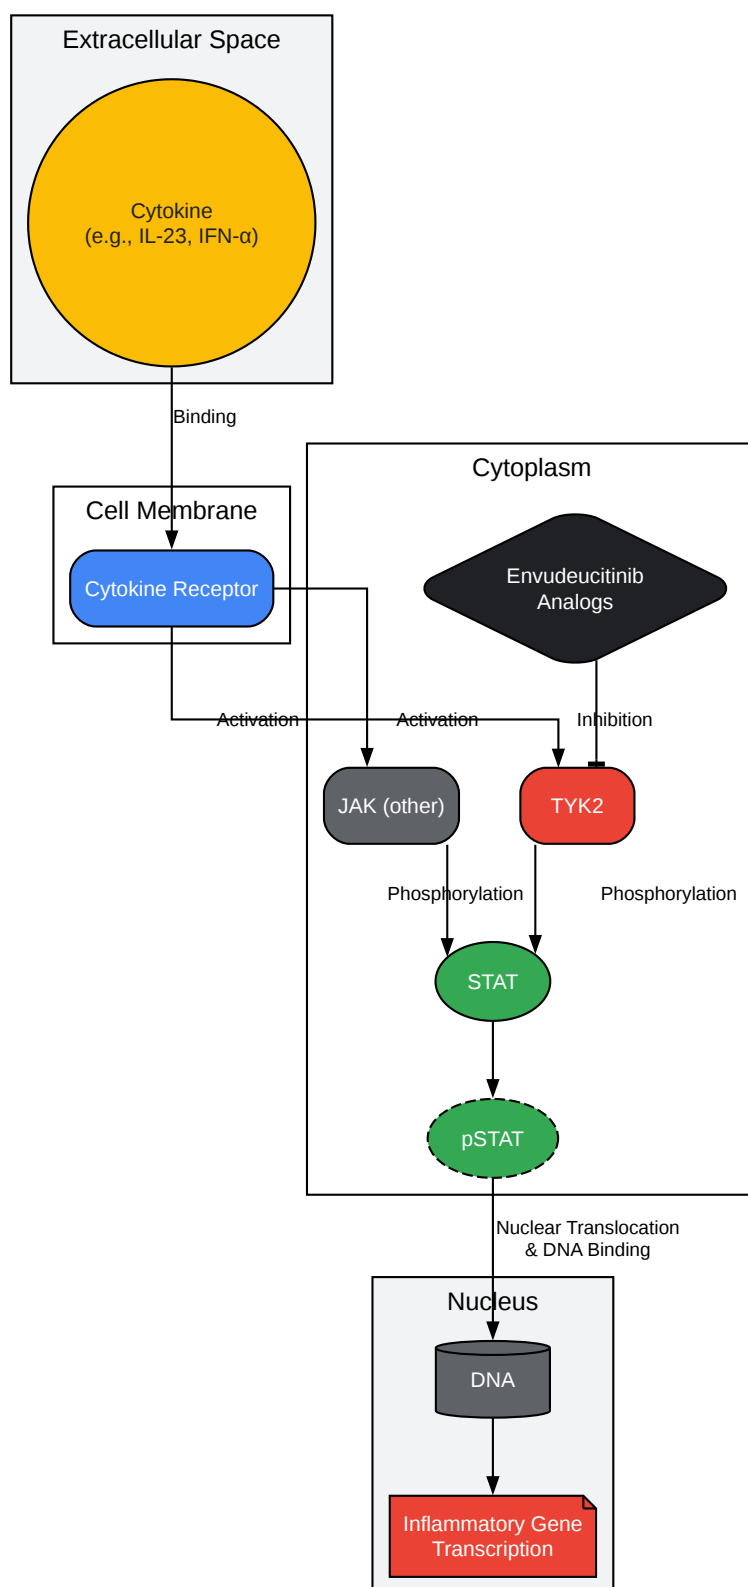 Extracellular Space
Cytokine
(e.g., IL-23, IFN-α)
Binding
Cytoplasm
Cell Membrane
Cytokine Receptor
Envudeucitinib
Analogs
Activation
Activation
Inhibition
JAK (other)
TYK2
Phosphorylation
Phosphorylation
STAT
pSTAT
Nuclear Translocation
& DNA Binding
Nucleus
DNA
Inflammatory Gene
Transcription